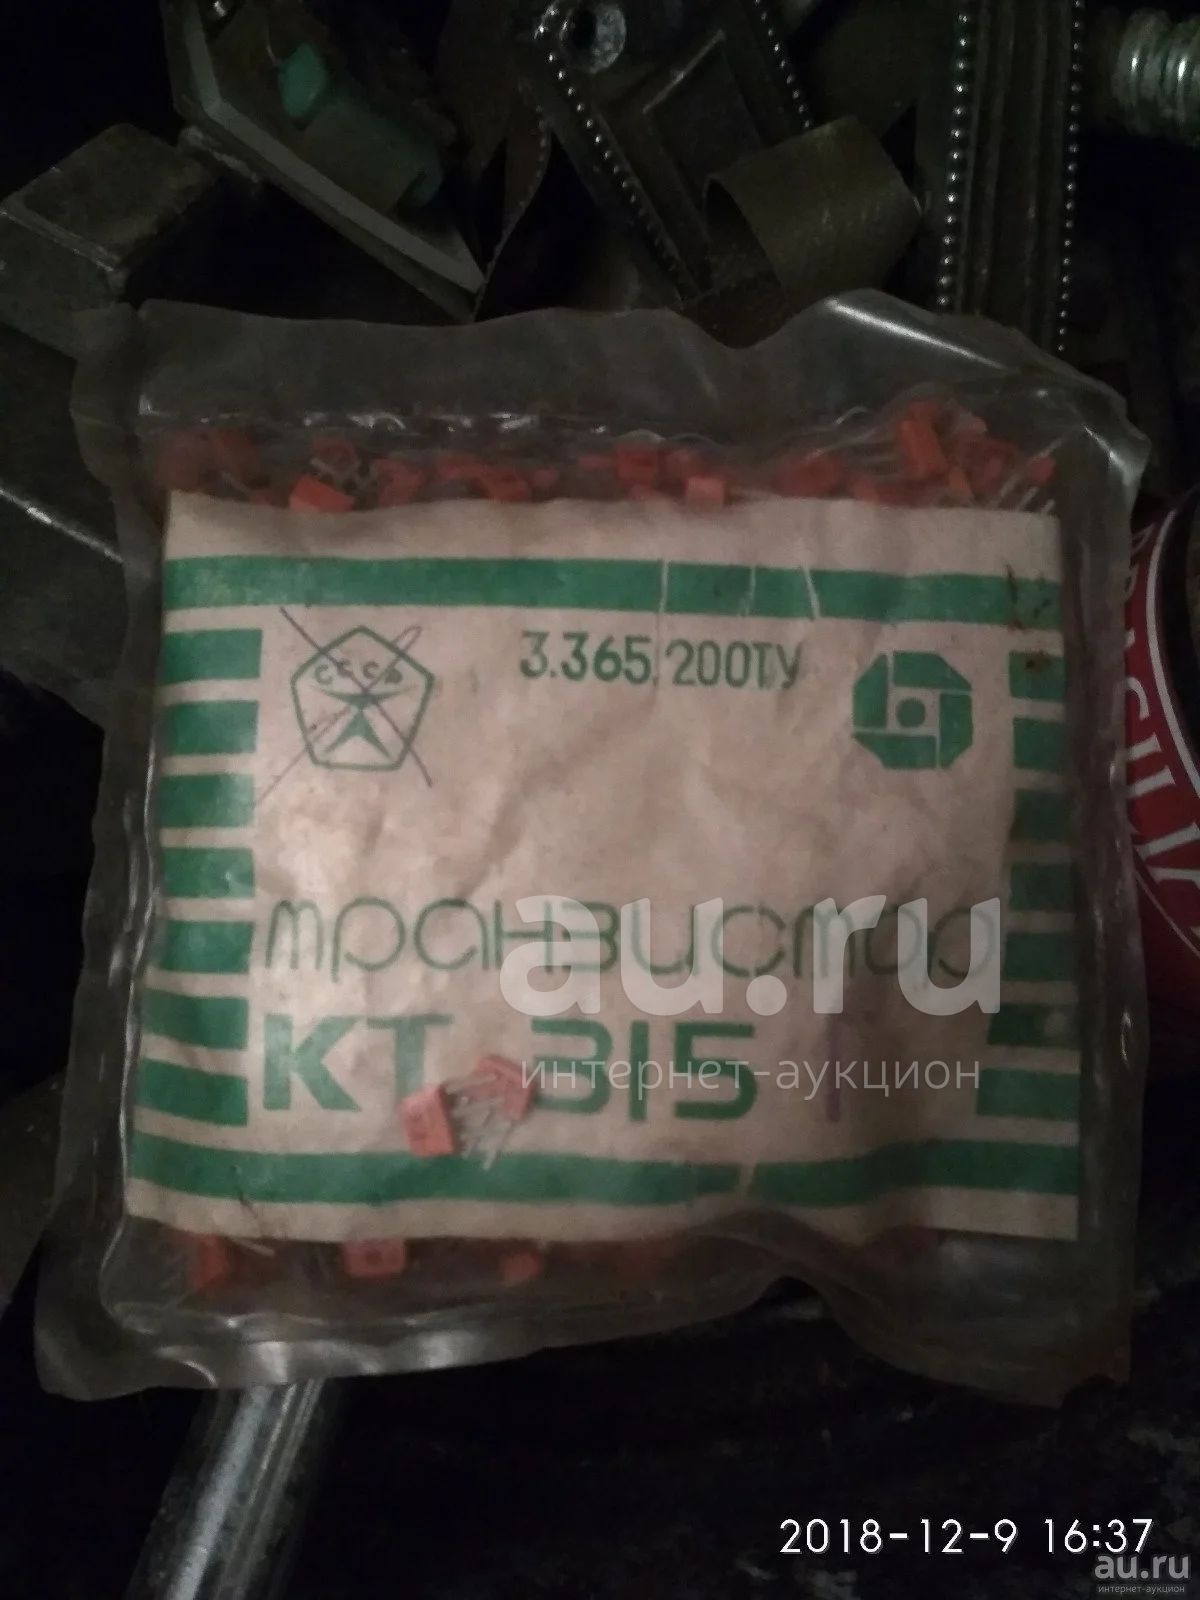 СССР
3.365.200ТУ
транзистор
КТ 315 Г
au.ru
интернет-аукцион
2018-12-9 16:37
au.ru
интернет-аукцион